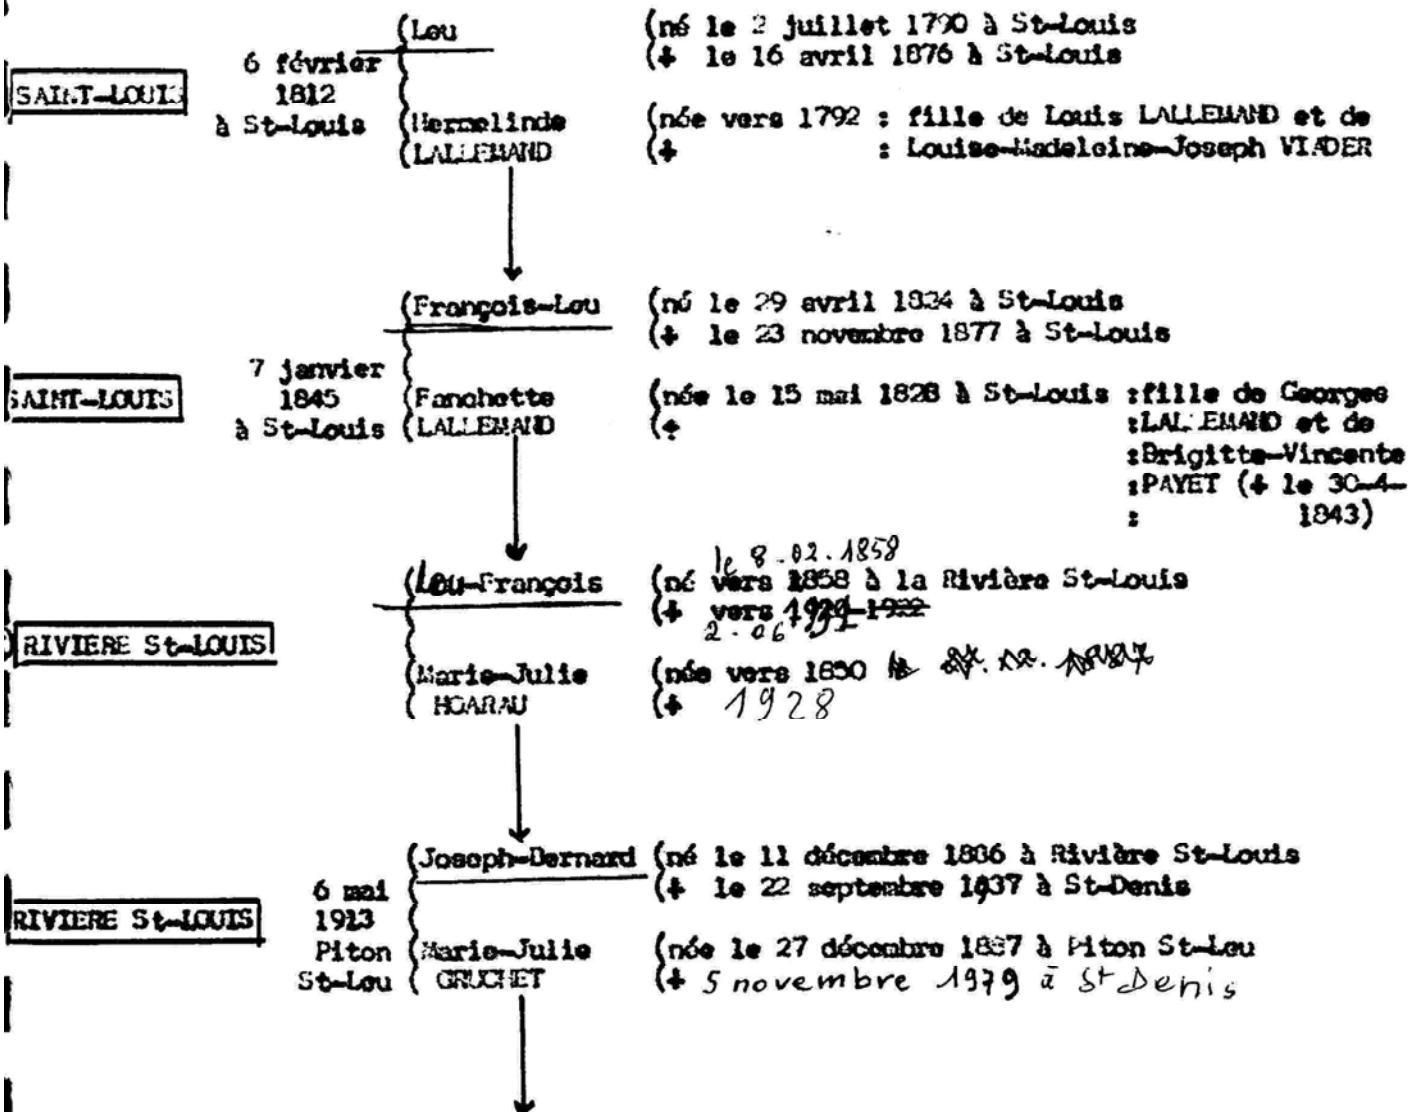 (Leu (né le 2 juillet 1790 à St-Louis
6 février ( (+ le 16 avril 1876 à St-Louis
SAINT-LOUIS 1812 (
à St-Louis (Hermelinde (née vers 1792 : fille de Louis LALLEMAND et de
(LALLEMAND (+ : Louise-Madeleine-Joseph VIADER
(François-Leu (né le 29 avril 1824 à St-Louis
( (+ le 23 novembre 1877 à St-Louis
7 janvier (
SAINT-LOUIS 1845 (Fanchette (née le 15 mai 1828 à St-Louis :fille de Georges
à St-Louis (LALLEMAND (+ :LALLEMAND et de
:Brigitte-Vincente
:PAYET (+ le 30-4-
: 1843)
le 8.02.1858
(Leu-François (né vers 1858 à la Rivière St-Louis
( (+ vers 1922
2.06
RIVIERE St-LOUIS (
(Marie-Julie (née vers 1850
( HOARAU (+ 1928
(Joseph-Bernard (né le 11 décembre 1886 à Rivière St-Louis
6 mai ( (+ le 22 septembre 1937 à St-Denis
RIVIERE St-LOUIS 1913 (
Piton (Marie-Julie (née le 27 décembre 1887 à Piton St-Leu
St-Leu ( GRUCHET (+ 5 novembre 1979 à St Denis